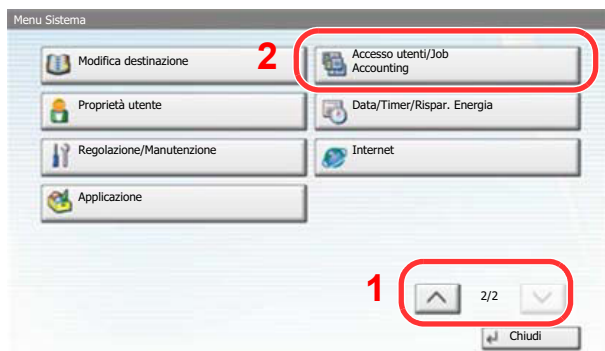 Menu Sistema
Modifica destinazione
2
Accesso utenti/Job
Accounting
Proprietà utente
Data/Timer/Rispar. Energia
Regolazione/Manutenzione
Internet
Applicazione
1
2/2
Chiudi